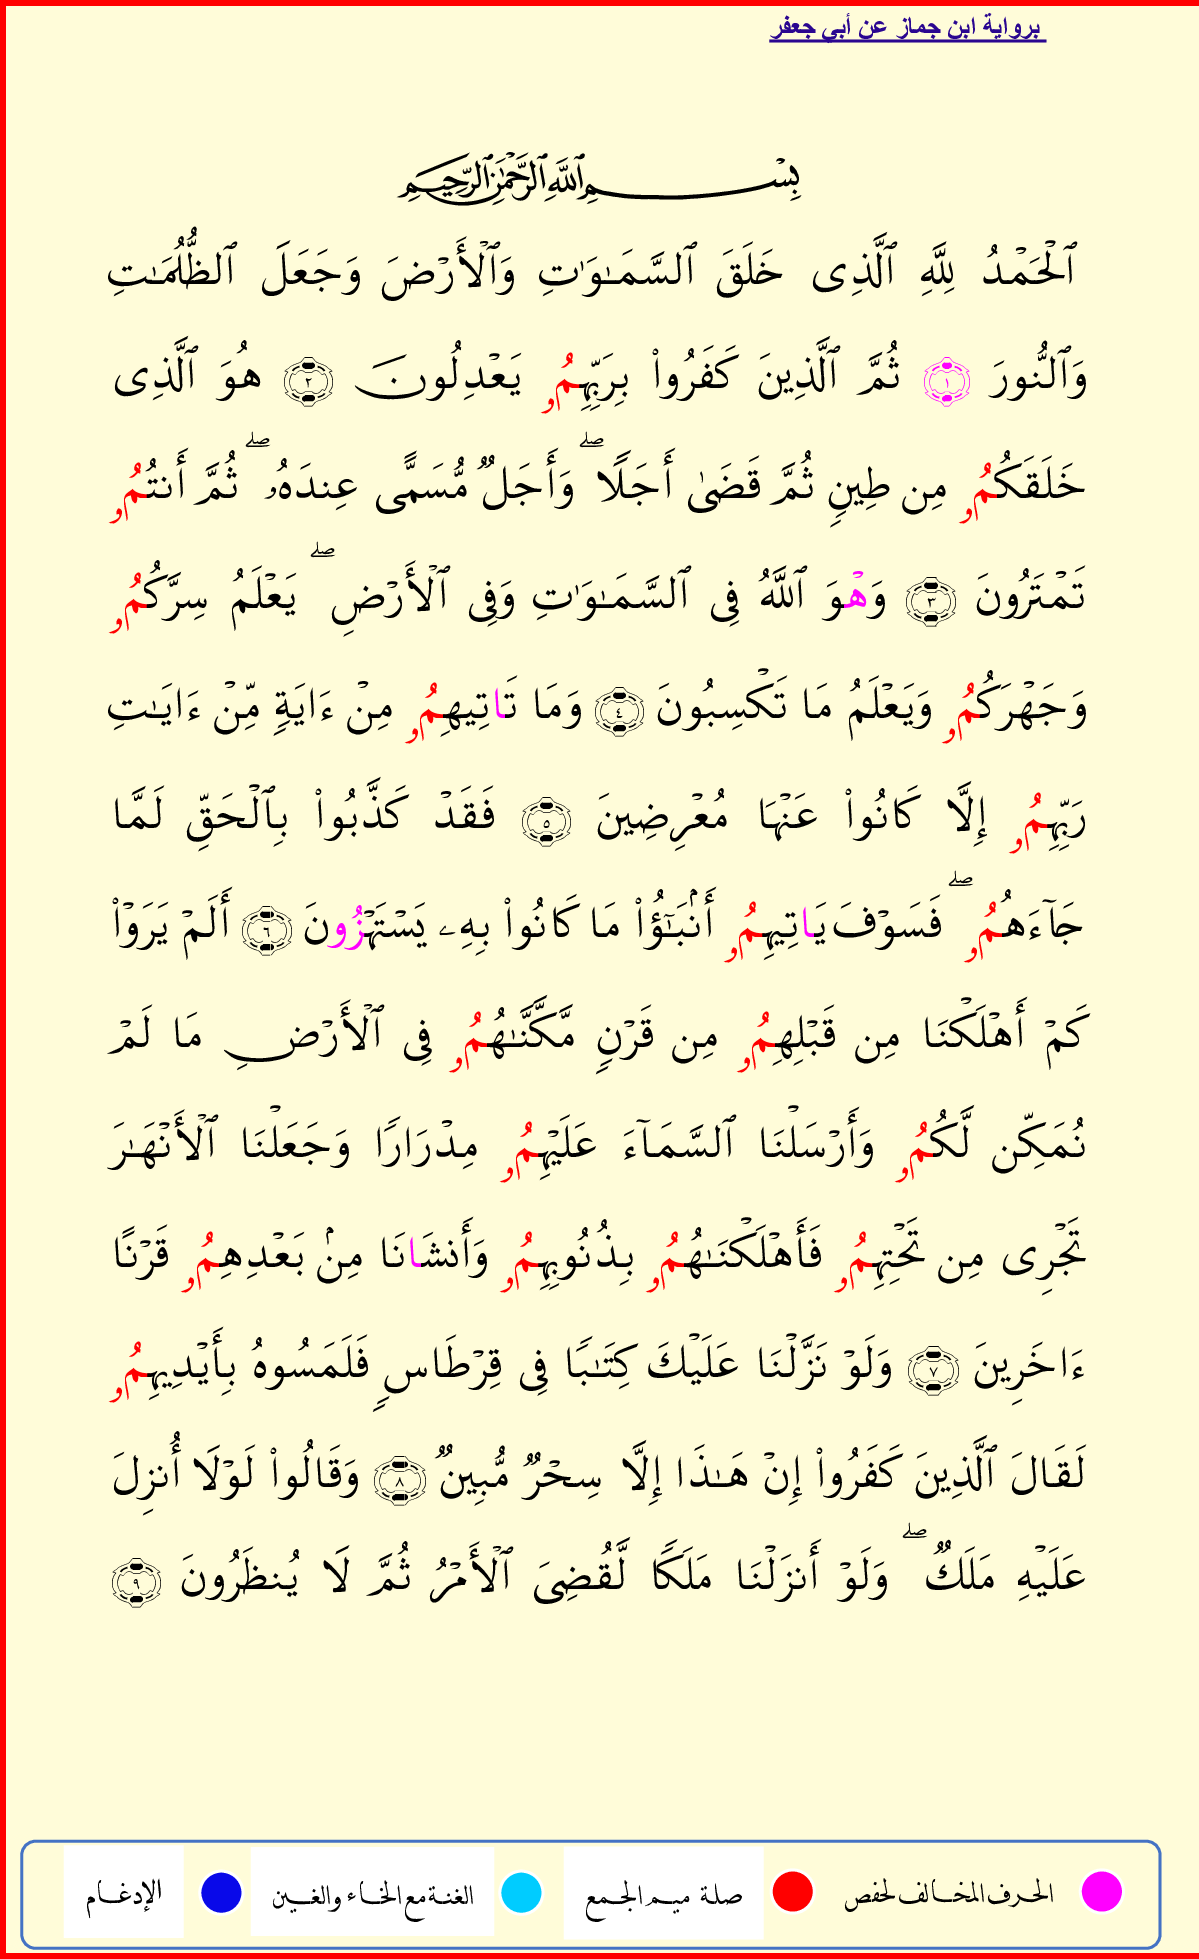 برواية ابن جماز عن أبي جعفر
بِسْمِ ٱللَّهِ ٱلرَّحْمَٰنِ ٱلرَّحِيمِ
ٱلْحَمْدُ لِلَّهِ ٱلَّذِى خَلَقَ ٱلسَّمَـٰوَٰتِ وَٱلْأَرْضَ وَجَعَلَ ٱلظُّلُمَـٰتِ
وَٱلنُّورَ ١ ثُمَّ ٱلَّذِينَ كَفَرُوا۟ بِرَبِّهِمُۥ يَعْدِلُونَ ٢ هُوَ ٱلَّذِى
خَلَقَكُمُۥ مِن طِينٍ ثُمَّ قَضَىٰ أَجَلًا ۖ وَأَجَلٌ مُّسَمًّى عِندَهُۥ ۖ ثُمَّ أَنتُمُۥ
تَمْتَرُونَ ٣ وَهْوَ ٱللَّهُ فِى ٱلسَّمَـٰوَٰتِ وَفِى ٱلْأَرْضِ ۖ يَعْلَمُ سِرَّكُمُۥ
وَجَهْرَكُمُۥ وَيَعْلَمُ مَا تَكْسِبُونَ ٤ وَمَا تَاتِيهِمُۥ مِنْ ءَايَةٍ مِّنْ ءَايَـٰتِ
رَبِّهِمُۥ إِلَّا كَانُوا۟ عَنْهَا مُعْرِضِينَ ٥ فَقَدْ كَذَّبُوا۟ بِٱلْحَقِّ لَمَّا
جَآءَهُمُۥ ۖ فَسَوْفَ يَاتِيهِمُۥ أَنۢبَـٰٓؤُا۟ مَا كَانُوا۟ بِهِۦ يَسْتَهْزُونَ ٦ أَلَمْ يَرَوْا۟
كَمْ أَهْلَكْنَا مِن قَبْلِهِمُۥ مِن قَرْنٍ مَّكَّنَّـٰهُمُۥ فِى ٱلْأَرْضِ مَا لَمْ
نُمَكِّن لَّكُمُۥ وَأَرْسَلْنَا ٱلسَّمَآءَ عَلَيْهِمُۥ مِدْرَارًا وَجَعَلْنَا ٱلْأَنْهَـٰرَ
تَجْرِى مِن تَحْتِهِمُۥ فَأَهْلَكْنَـٰهُمُۥ بِذُنُوبِهِمُۥ وَأَنشَانَا مِنۢ بَعْدِهِمُۥ قَرْنًا
ءَاخَرِينَ ٧ وَلَوْ نَزَّلْنَا عَلَيْكَ كِتَـٰبًا فِى قِرْطَاسٍ فَلَمَسُوهُ بِأَيْدِيهِمُۥ
لَقَالَ ٱلَّذِينَ كَفَرُوا۟ إِنْ هَـٰذَا إِلَّا سِحْرٌ مُّبِينٌ ٨ وَقَالُوا۟ لَوْلَا أُنزِلَ
عَلَيْهِ مَلَكٌ ۖ وَلَوْ أَنزَلْنَا مَلَكًا لَّقُضِىَ ٱلْأَمْرُ ثُمَّ لَا يُنظَرُونَ ٩
الحرف المخالف لحفص صلة ميم الجمع الغنة مع الخاء والغين الإدغام